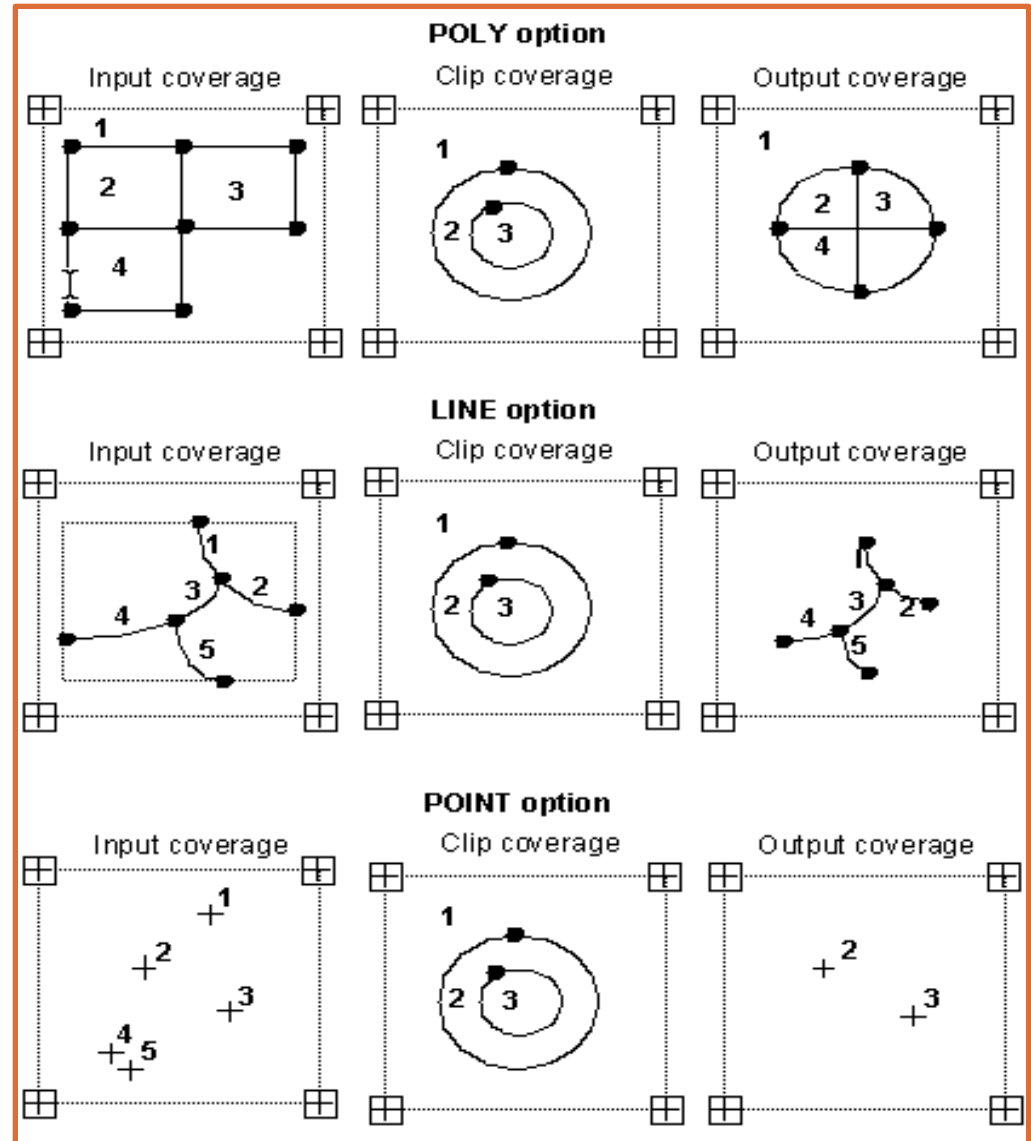 POLY option
Input coverage Clip coverage Output coverage
1 1 1
2 3 2 3 2 3
4 4
LINE option
Input coverage Clip coverage Output coverage
1 1 1
3 2 2 3 3 2
4 5 4 5
POINT option
Input coverage Clip coverage Output coverage
1 1
2 2
3 2 3 3
4 5